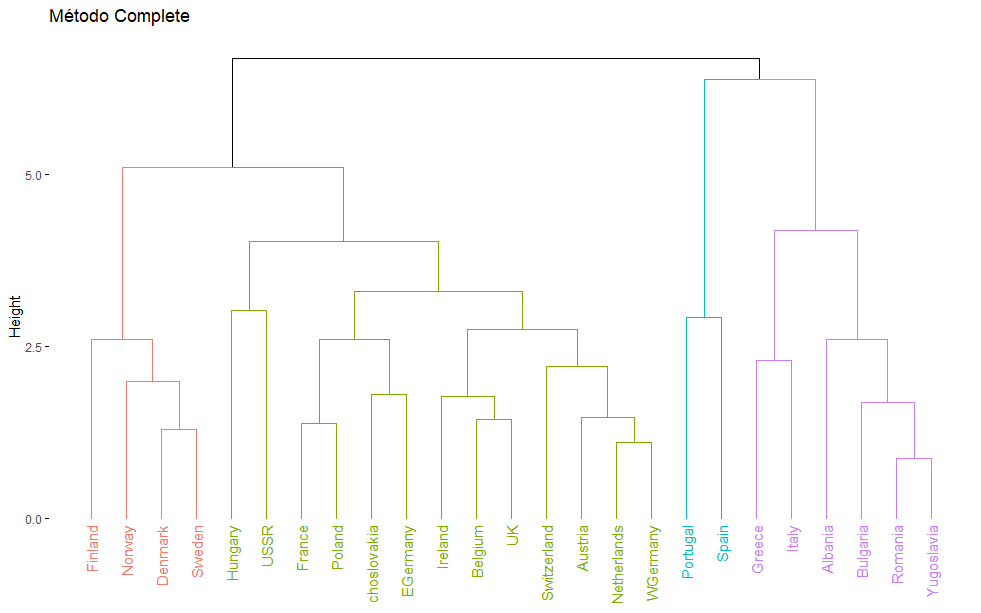 Método Complete
Height
5.0
2.5
0.0
Finland
Norway
Denmark
Sweden
Hungary
USSR
France
Poland
choslovakia
EGermany
Ireland
Belgium
UK
Switzerland
Austria
Netherlands
WGermany
Portugal
Spain
Greece
Italy
Albania
Bulgaria
Romania
Yugoslavia